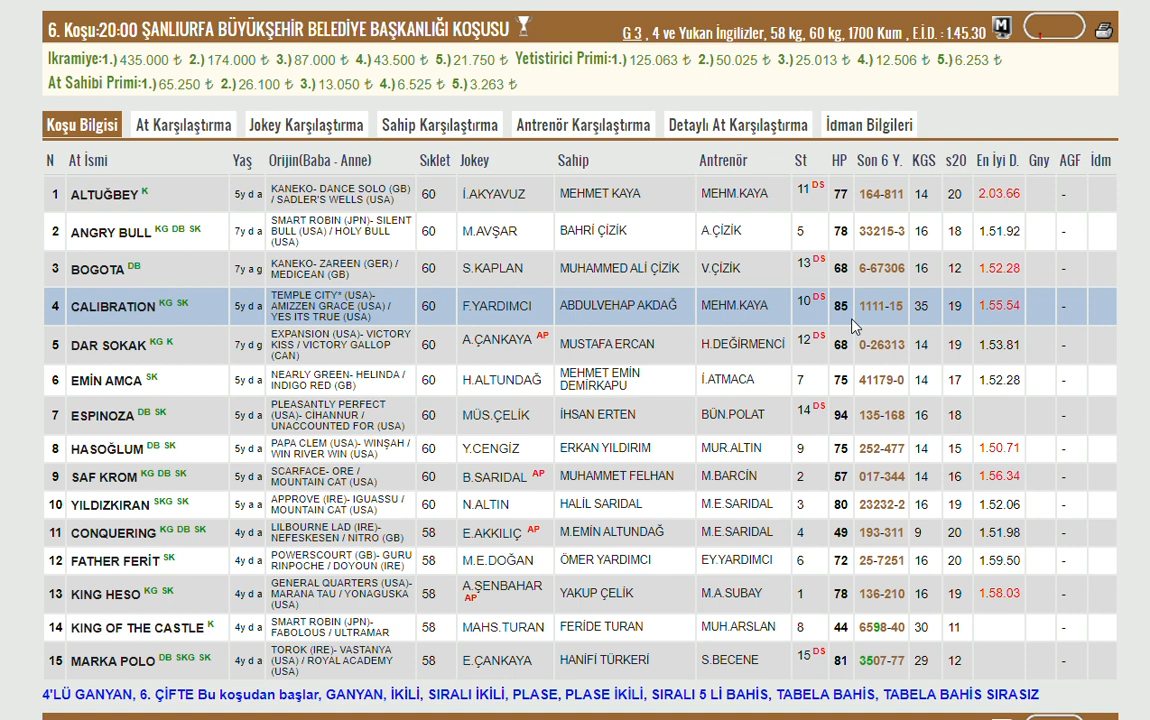 6. Koşu:20:00 ŞANLIURFA BÜYÜKŞEHİR BELEDİYE BAŞKANLIĞI KOŞUSU G 3 , 4 ve Yukarı İngilizler, 58 kg, 60 kg, 1700 Kum , E.İ.D. : 1.45.30 M
İkramiye:1.) 435.000 ₺ 2.) 174.000 ₺ 3.) 87.000 ₺ 4.) 43.500 ₺ 5.) 21.750 ₺ Yetistirici Primi:1.) 125.063 ₺ 2.) 50.025 ₺ 3.) 25.013 ₺ 4.) 12.506 ₺ 5.) 6.253 ₺
At Sahibi Primi:1.) 65.250 ₺ 2.) 26.100 ₺ 3.) 13.050 ₺ 4.) 6.525 ₺ 5.) 3.263 ₺
Koşu Bilgisi At Karşılaştırma Jokey Karşılaştırma Sahip Karşılaştırma Antrenör Karşılaştırma Detaylı At Karşılaştırma İdman Bilgileri
N At İsmi Yaş Orijin(Baba - Anne) Sıklet Jokey Sahip Antrenör St HP Son 6 Y. KGS s20 En İyi D. Gny AGF İdm
1 ALTUĞBEY K 5y d a KANEKO- DANCE SOLO (GB) / SADLER'S WELLS (USA) 60 İ.AKYAVUZ MEHMET KAYA MEHM.KAYA 11 DS 77 164-811 14 20 2.03.66 -
2 ANGRY BULL KG DB SK 7y d a SMART ROBIN (JPN)- SILENT BULL (USA) / HOLY BULL (USA) 60 M.AVŞAR BAHRİ ÇİZİK A.ÇİZİK 5 78 33215-3 16 18 1.51.92 -
3 BOGOTA DB 7y a g KANEKO- ZAREEN (GER) / MEDICEAN (GB) 60 S.KAPLAN MUHAMMED ALİ ÇİZİK V.ÇİZİK 13 DS 68 6-67306 16 12 1.52.28 -
4 CALIBRATION KG SK 5y d a TEMPLE CITY* (USA)- AMIZZEN GRACE (USA) / YES ITS TRUE (USA) 60 F.YARDIMCI ABDULVEHAP AKDAĞ MEHM.KAYA 10 DS 85 1111-15 35 19 1.55.54 -
5 DAR SOKAK KG K 7y d g EXPANSION (USA)- VICTORY KISS / VICTORY GALLOP (CAN) 60 A.ÇANKAYA AP MUSTAFA ERCAN H.DEĞİRMENCİ 12 DS 68 0-26313 14 19 1.53.81 -
6 EMİN AMCA SK 5y d a NEARLY GREEN- HELINDA / INDIGO RED (GB) 60 H.ALTUNDAĞ MEHMET EMİN DEMİRKAPU İ.ATMACA 7 75 41179-0 14 17 1.52.28 -
7 ESPINOZA DB SK 5y d a PLEASANTLY PERFECT (USA)- CİHANNUR / UNACCOUNTED FOR (USA) 60 MÜS.ÇELİK İHSAN ERTEN BÜN.POLAT 14 DS 94 135-168 16 18 -
8 HASOĞLUM DB SK 5y d a PAPA CLEM (USA)- WINŞAH / WIN RIVER WIN (USA) 60 Y.CENGİZ ERKAN YILDIRIM MUR.ALTIN 9 75 252-477 14 15 1.50.71 -
9 SAF KROM KG DB SK 5y d a SCARFACE- ORE / MOUNTAIN CAT (USA) 60 B.SARIDAL AP MUHAMMET FELHAN M.BARCİN 2 57 017-344 14 16 1.56.34 -
10 YILDIZKIRAN SKG SK 5y a a APPROVE (IRE)- IGUASSU / MOUNTAIN CAT (USA) 60 N.ALTIN HALİL SARIDAL M.E.SARIDAL 3 80 23232-2 16 19 1.52.06 -
11 CONQUERING KG DB SK 4y d a LILBOURNE LAD (IRE)- NEFESKESEN / NITRO (GB) 58 E.AKKILIÇ AP M.EMİN ALTUNDAĞ M.E.SARIDAL 4 49 193-311 9 20 1.51.98 -
12 FATHER FERİT SK 4y d a POWERSCOURT (GB)- GURU RINPOCHE / DOYOUN (IRE) 58 M.E.DOĞAN ÖMER YARDIMCI EY.YARDIMCI 6 72 25-7251 16 20 1.59.50 -
13 KING HESO KG SK 4y d a GENERAL QUARTERS (USA)- MARANA TAU / YONAGUSKA (USA) 58 A.ŞENBAHAR AP YAKUP ÇELİK M.A.SUBAY 1 78 136-210 16 19 1.58.03 -
14 KING OF THE CASTLE K 4y d a SMART ROBIN (JPN)- FABOLOUS / ULTRAMAR 58 MAHS.TURAN FERİDE TURAN MUH.ARSLAN 8 44 6598-40 30 11 -
15 MARKA POLO DB SKG SK 4y d a TOROK (IRE)- VASTANYA (USA) / ROYAL ACADEMY (USA) 58 E.ÇANKAYA HANİFİ TÜRKERİ S.BECENE 15 DS 81 3507-77 29 12 -
4'LÜ GANYAN, 6. ÇİFTE Bu koşudan başlar, GANYAN, İKİLİ, SIRALI İKİLİ, PLASE, PLASE İKİLİ, SIRALI 5 Lİ BAHİS, TABELA BAHİS, TABELA BAHİS SIRASIZ